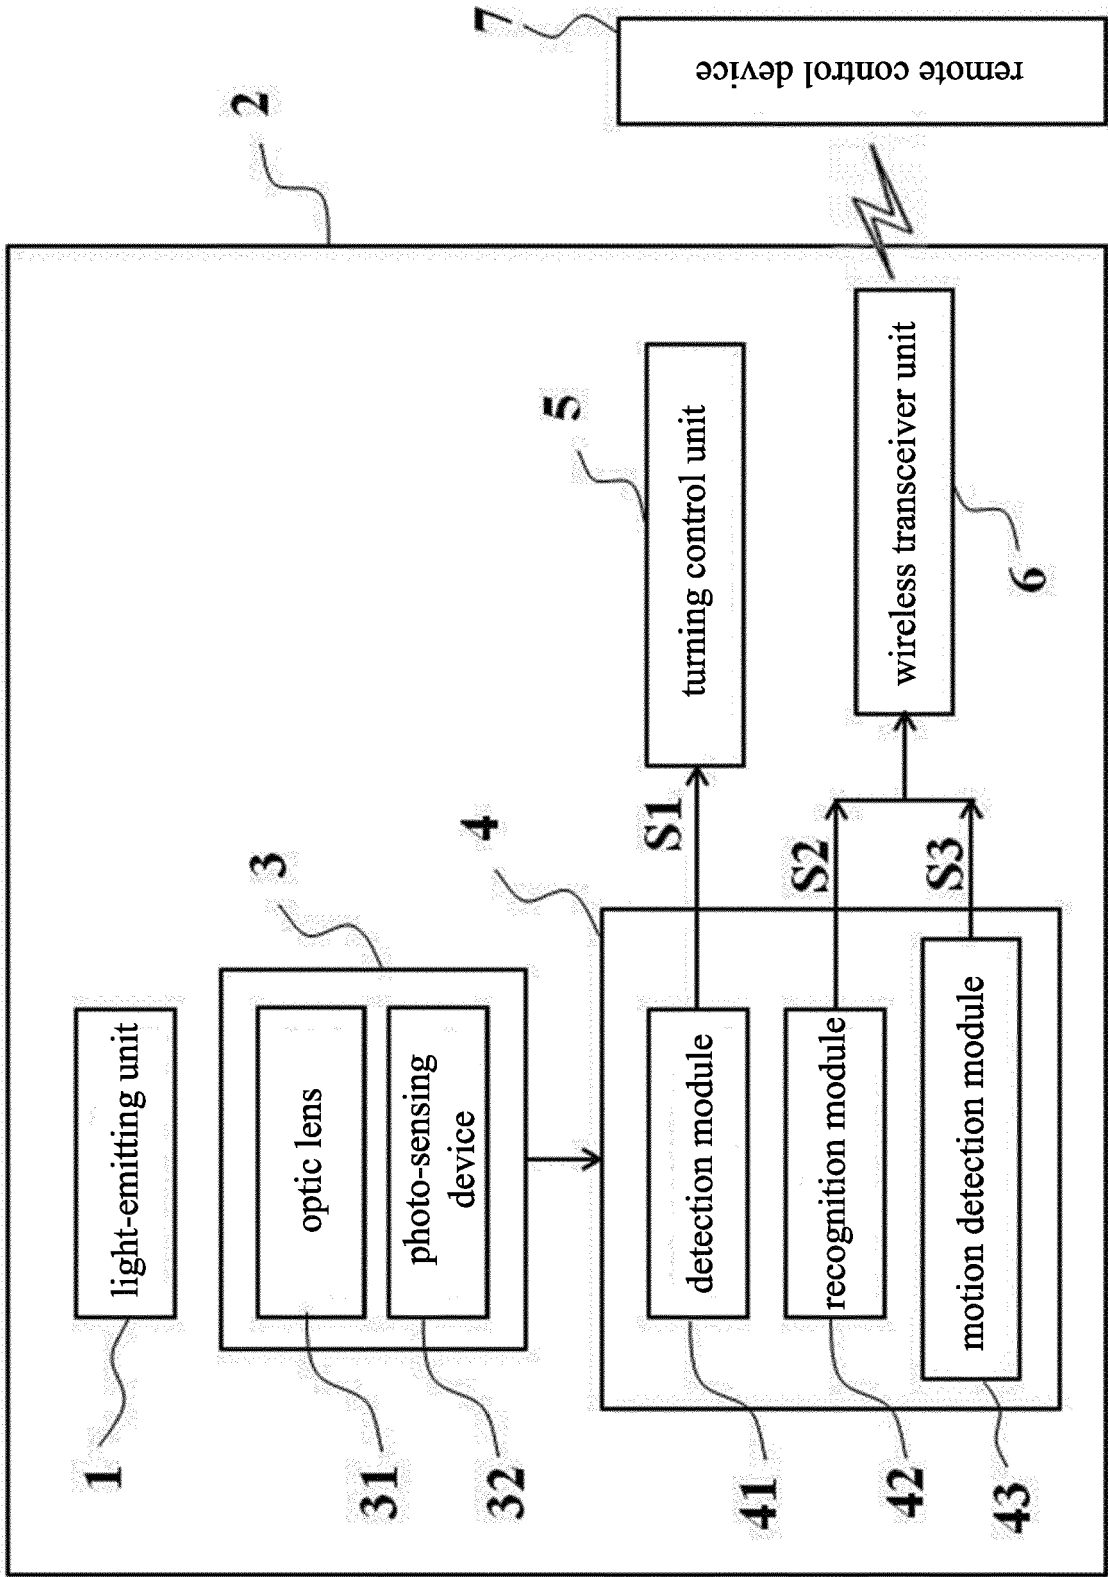 1
light-emitting unit
2
3
31
optic lens
32
photo-sensing
device
4
41
detection module
S1
turning control unit
5
42
recognition module
S2
43
motion detection module
S3
wireless transceiver unit
6
7
remote control device